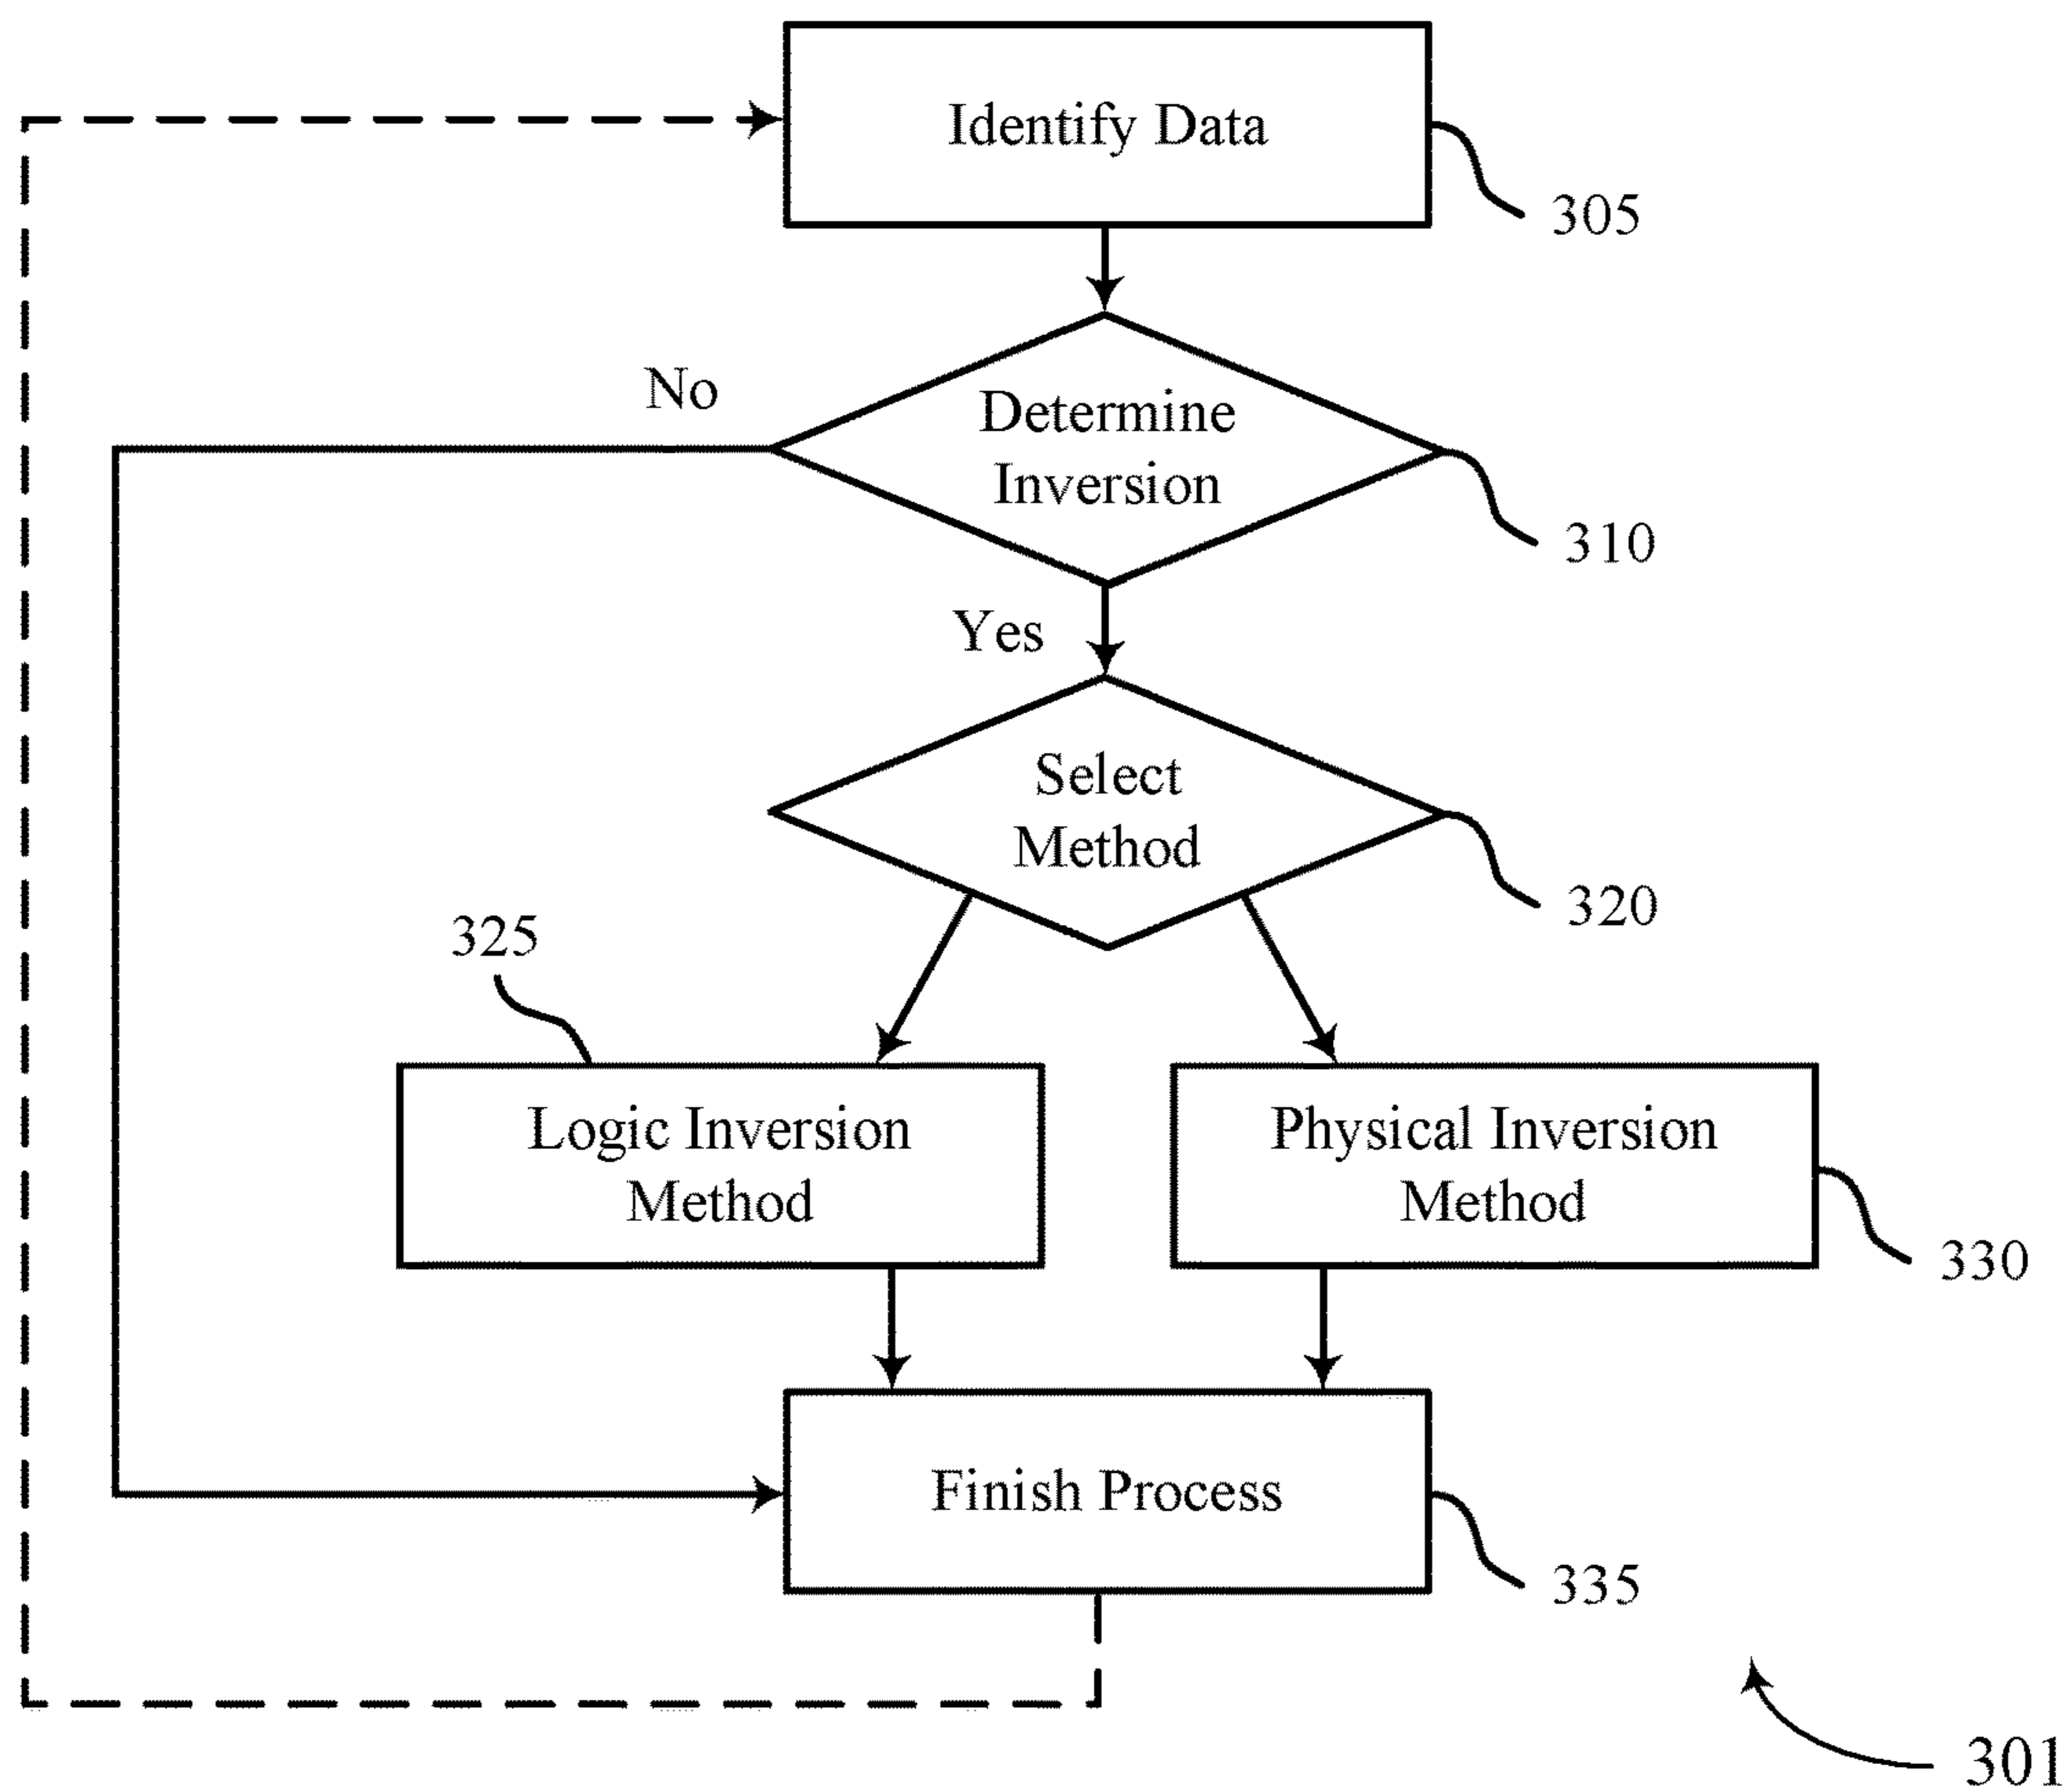 Identify Data
305
No
Determine
Inversion
310
Yes
Select
Method
320
325
Logic Inversion
Method
Physical Inversion
Method
330
Finish Process
335
301